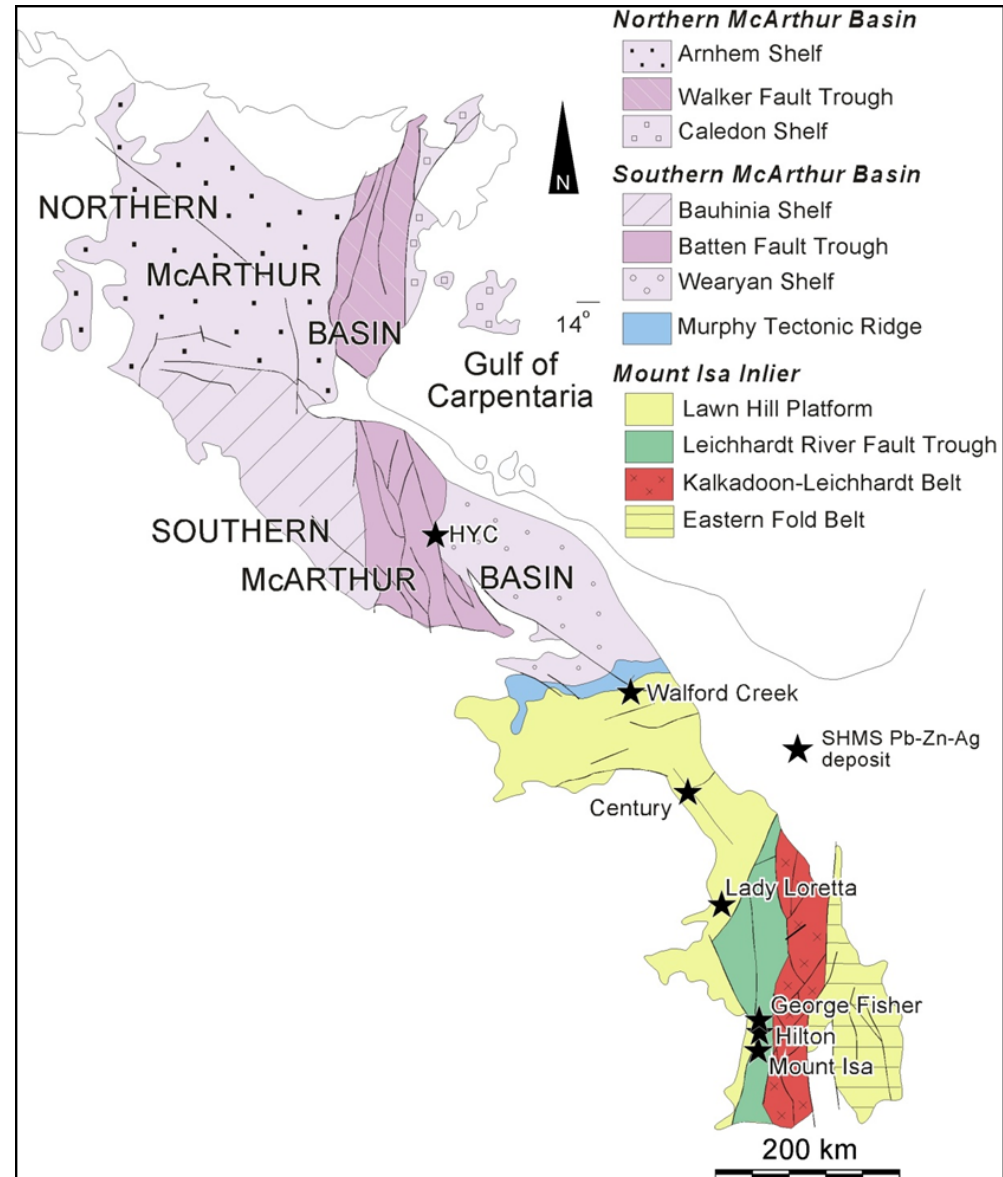 Northern McArthur Basin
Arnhem Shelf
Walker Fault Trough
Caledon Shelf
Southern McArthur Basin
Bauhinia Shelf
Batten Fault Trough
Wearyan Shelf
Murphy Tectonic Ridge
Mount Isa Inlier
Lawn Hill Platform
Leichhardt River Fault Trough
Kalkadoon-Leichhardt Belt
Eastern Fold Belt
N
NORTHERN
McARTHUR
BASIN
14°
Gulf of
Carpentaria
SOUTHERN
McARTHUR
BASIN
HYC
Walford Creek
SHMS Pb-Zn-Ag
deposit
Century
Lady Loretta
George Fisher
Hilton
Mount Isa
200 km